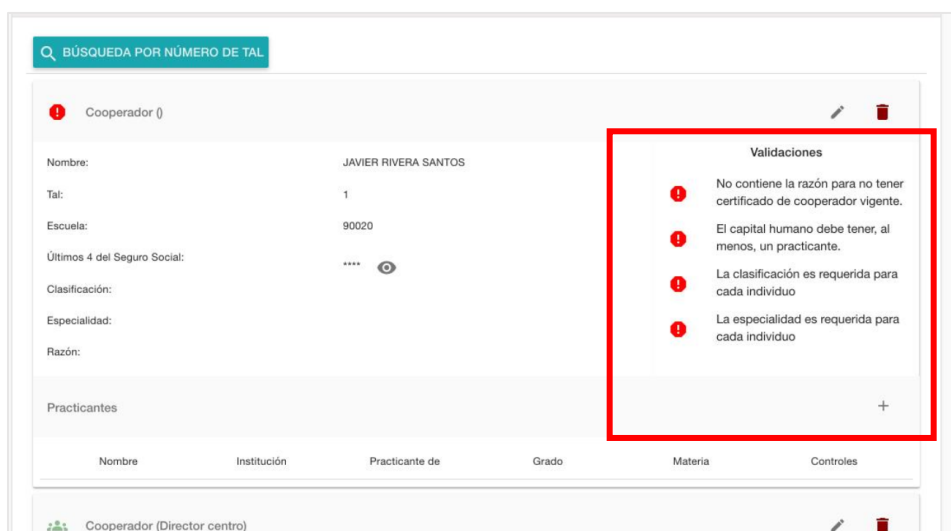 BÚSQUEDA POR NÚMERO DE TAL
Cooperador ()
Nombre: JAVIER RIVERA SANTOS
Tal: 1
Escuela: 90020
Últimos 4 del Seguro Social: ****
Clasificación:
Especialidad:
Razón:
Validaciones
No contiene la razón para no tener
certificado de cooperador vigente.
El capital humano debe tener, al
menos, un practicante.
La clasificación es requerida para
cada individuo
La especialidad es requerida para
cada individuo
Practicantes +
Nombre Institución Practicante de Grado Materia Controles
Cooperador (Director centro)